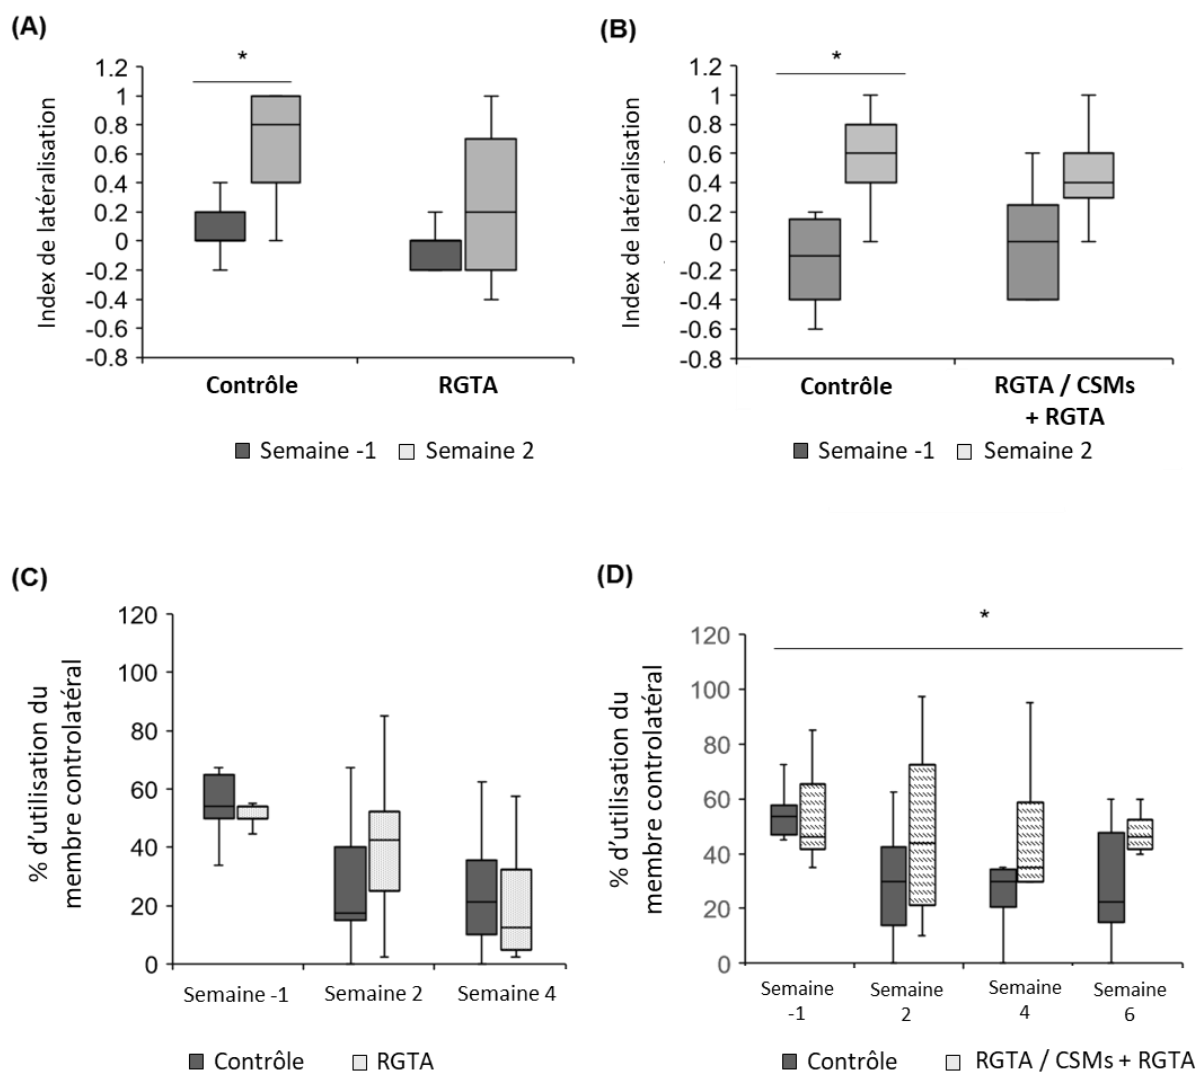 (A)
*
1.2
1
0.8
0.6
0.4
0.2
0
-0.2
-0.4
-0.6
-0.8
Index de latéralisation
Contrôle RGTA
Semaine -1 Semaine 2
(B)
*
1.2
1
0.8
0.6
0.4
0.2
0
-0.2
-0.4
-0.6
-0.8
Index de latéralisation
Contrôle RGTA / CSMs
+ RGTA
Semaine -1 Semaine 2
(C)
120
100
80
60
40
20
0
% d’utilisation du
membre controlatéral
Semaine -1 Semaine 2 Semaine 4
Contrôle RGTA
(D)
*
120
100
80
60
40
20
0
% d’utilisation du
membre controlatéral
Semaine Semaine Semaine Semaine
-1 2 4 6
Contrôle RGTA / CSMs + RGTA